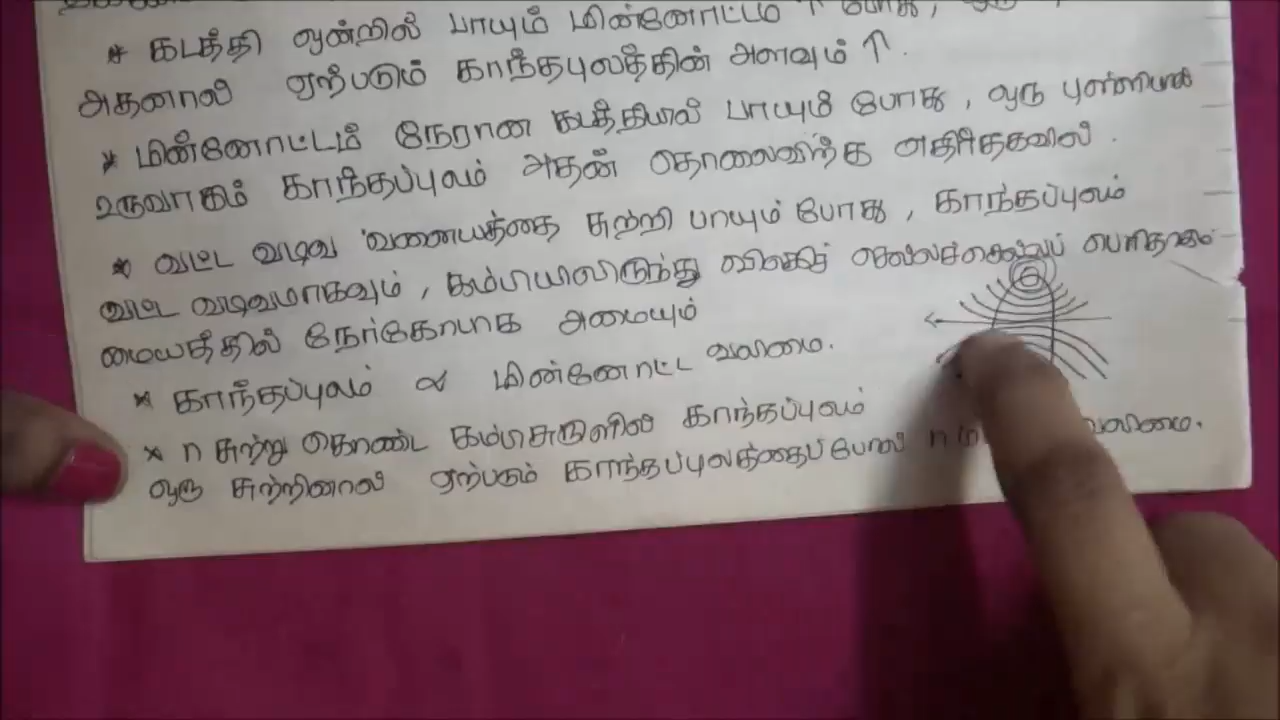 * கடத்தி ஒன்றில் பாயும் மின்னோட்டம் ↑ போது,
அதனால் ஏற்படும் காந்தபுலத்தின் அளவும் ↑.
* மின்னோட்டம் நேரான கடத்தியில் பாயும் போது, ஒரு புள்ளியில்
உருவாகும் காந்தப்புலம் அதன் தொலைவிற்கு எதிர்தகவில்.
* வட்ட வடிவ வளையத்தை சுற்றி பாயும் போது, காந்தப்புலம்
வட்ட வடிவமாகவும், கம்பியிலிருந்து விலகிச் செல்லச்செல்லப் பெரிதாகும்
மையத்தில் நேர்கோடாக அமையும்
* காந்தப்புலம் α மின்னோட்ட வலிமை.
* n சுற்று கொண்ட கம்பிசுருளில் காந்தப்புலம்
ஒரு சுற்றினால் ஏற்படும் காந்தப்புலத்தைப் போல் n வலிமை.